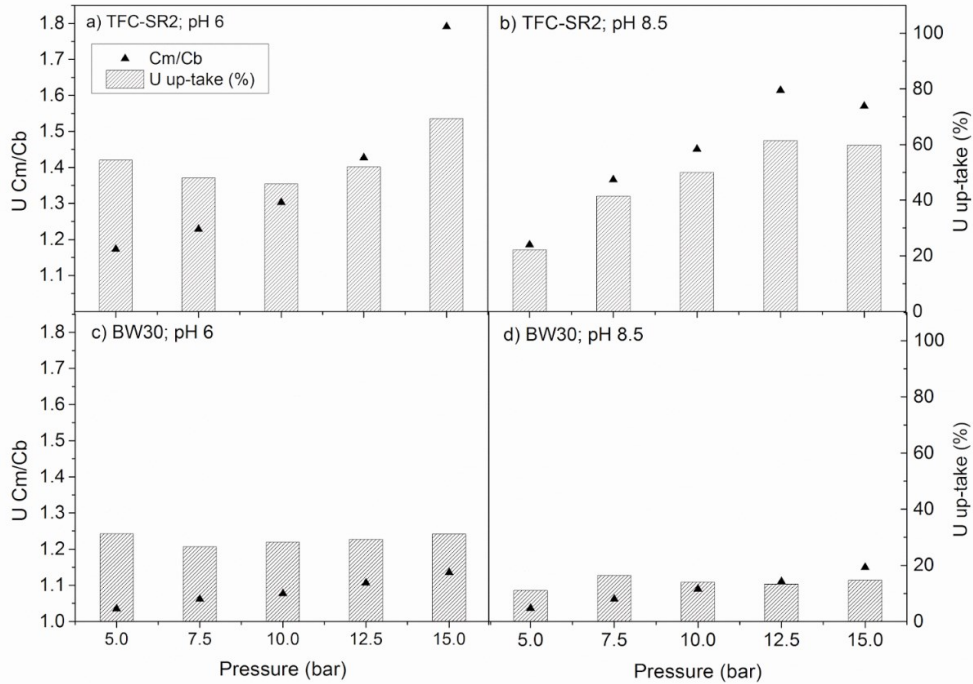 a) TFC-SR2; pH 6
b) TFC-SR2; pH 8.5
Cm/Cb
U up-take (%)
1.8
1.7
1.6
1.5
1.4
1.3
1.2
1.1
U Cm/Cb
100
80
60
40
20
0
U up-take (%)
c) BW30; pH 6
d) BW30; pH 8.5
1.8
1.7
1.6
1.5
1.4
1.3
1.2
1.1
1.0
U Cm/Cb
100
80
60
40
20
0
U up-take (%)
5.0 7.5 10.0 12.5 15.0
5.0 7.5 10.0 12.5 15.0
Pressure (bar)
Pressure (bar)